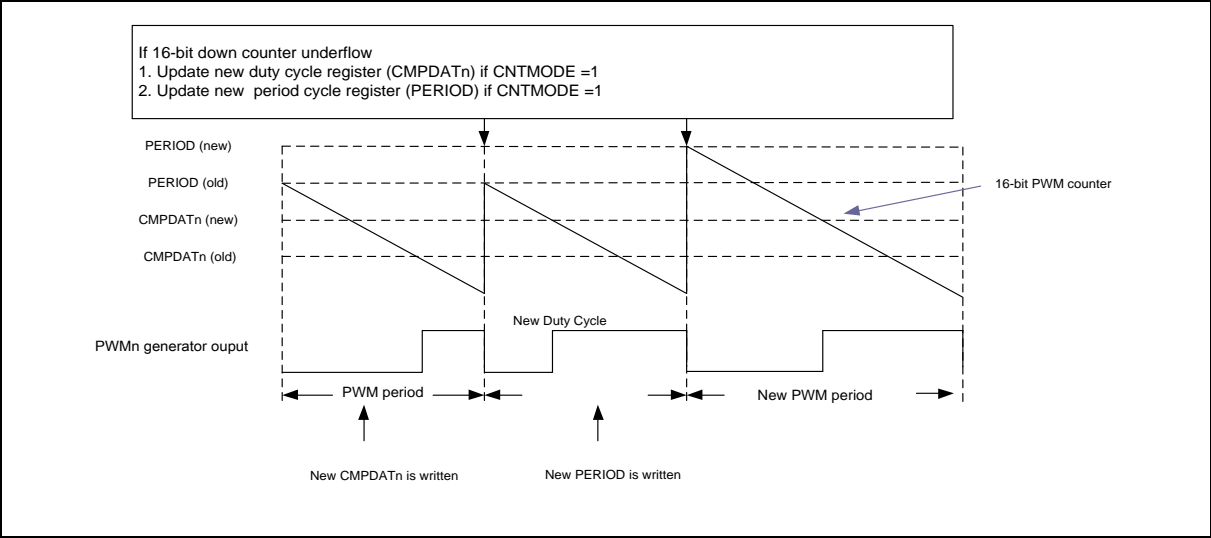 If 16-bit down counter underflow
1. Update new duty cycle register (CMPDATn) if CNTMODE =1
2. Update new  period cycle register (PERIOD) if CNTMODE =1
PERIOD (new)
PERIOD (old)
16-bit PWM counter
CMPDATn (new)
CMPDATn (old)
New Duty Cycle
PWMn generator ouput
PWM period
New PWM period
New CMPDATn is written
New PERIOD is written